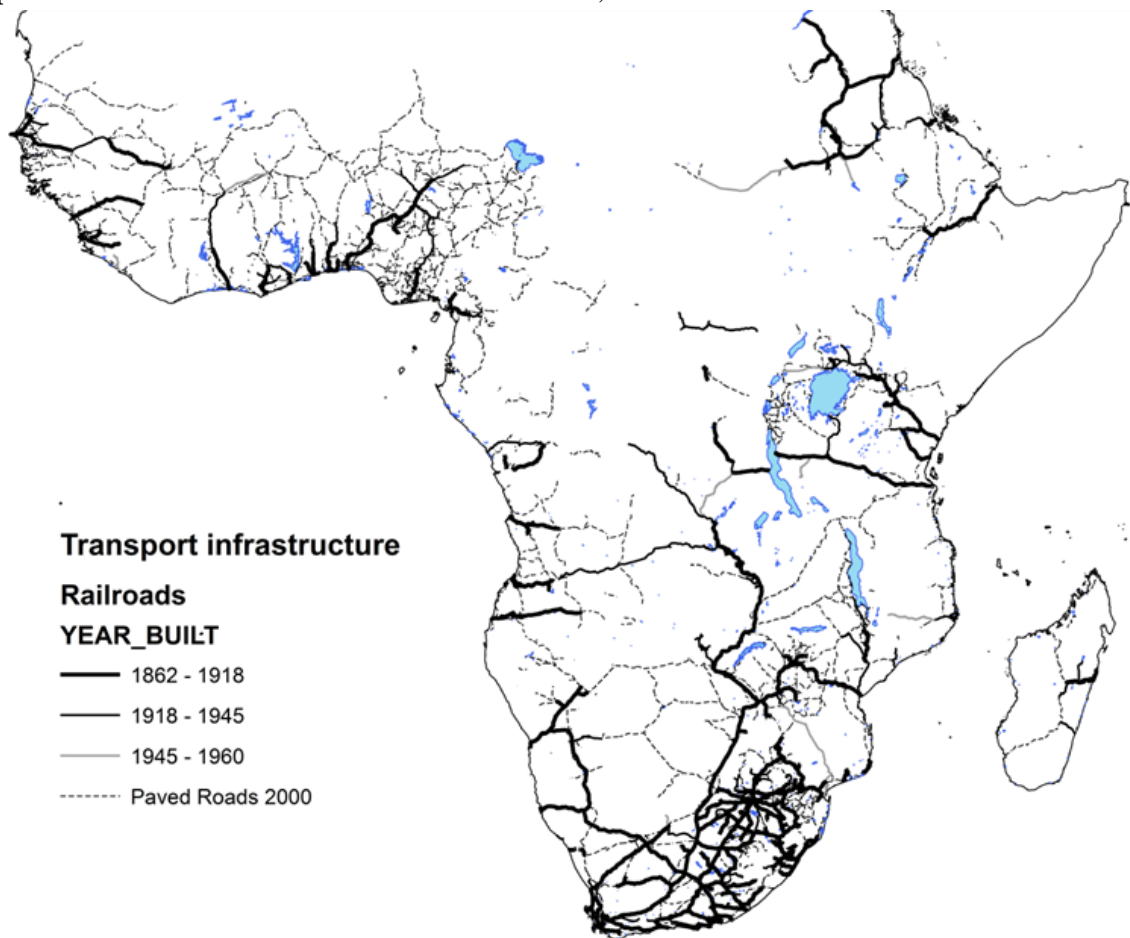 Transport infrastructure
Railroads
YEAR_BUILT
1862 - 1918
1918 - 1945
1945 - 1960
Paved Roads 2000